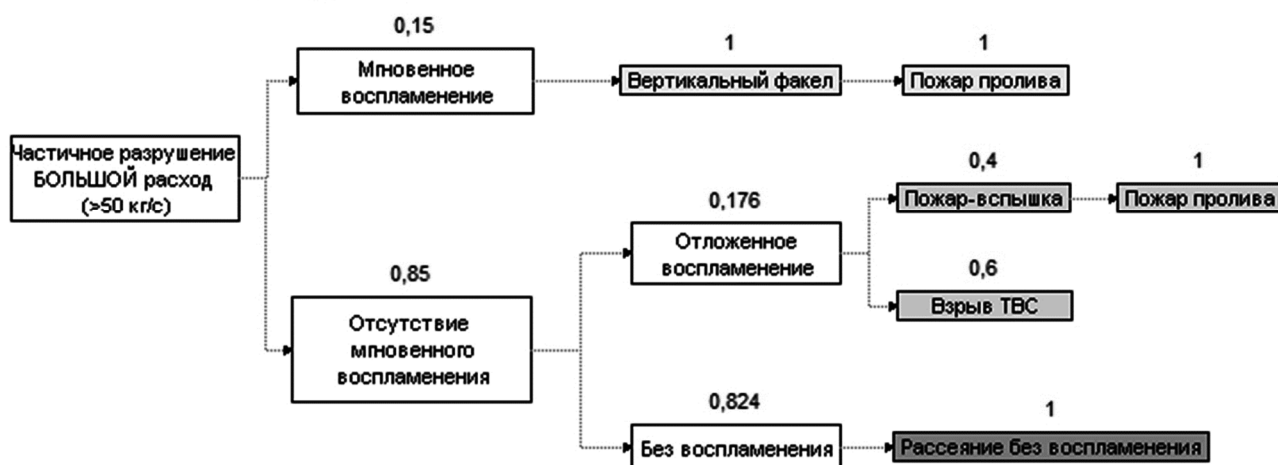 0,15
Мгновенное
воспламенение
1
Вертикальный факел
1
Пожар пролива
Частичное разрушение
БОЛЬШОЙ расход
(>50 кг/с)
0,85
Отсутствие
мгновенного
воспламенения
0,176
Отложенное
воспламенение
0,4
Пожар-вспышка
1
Пожар пролива
0,6
Взрыв ТВС
0,824
Без воспламенения
1
Рассеяние без воспламенения